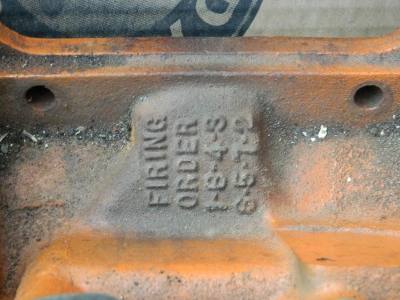 FIRING
ORDER
1-8-4-3
6-5-7-2